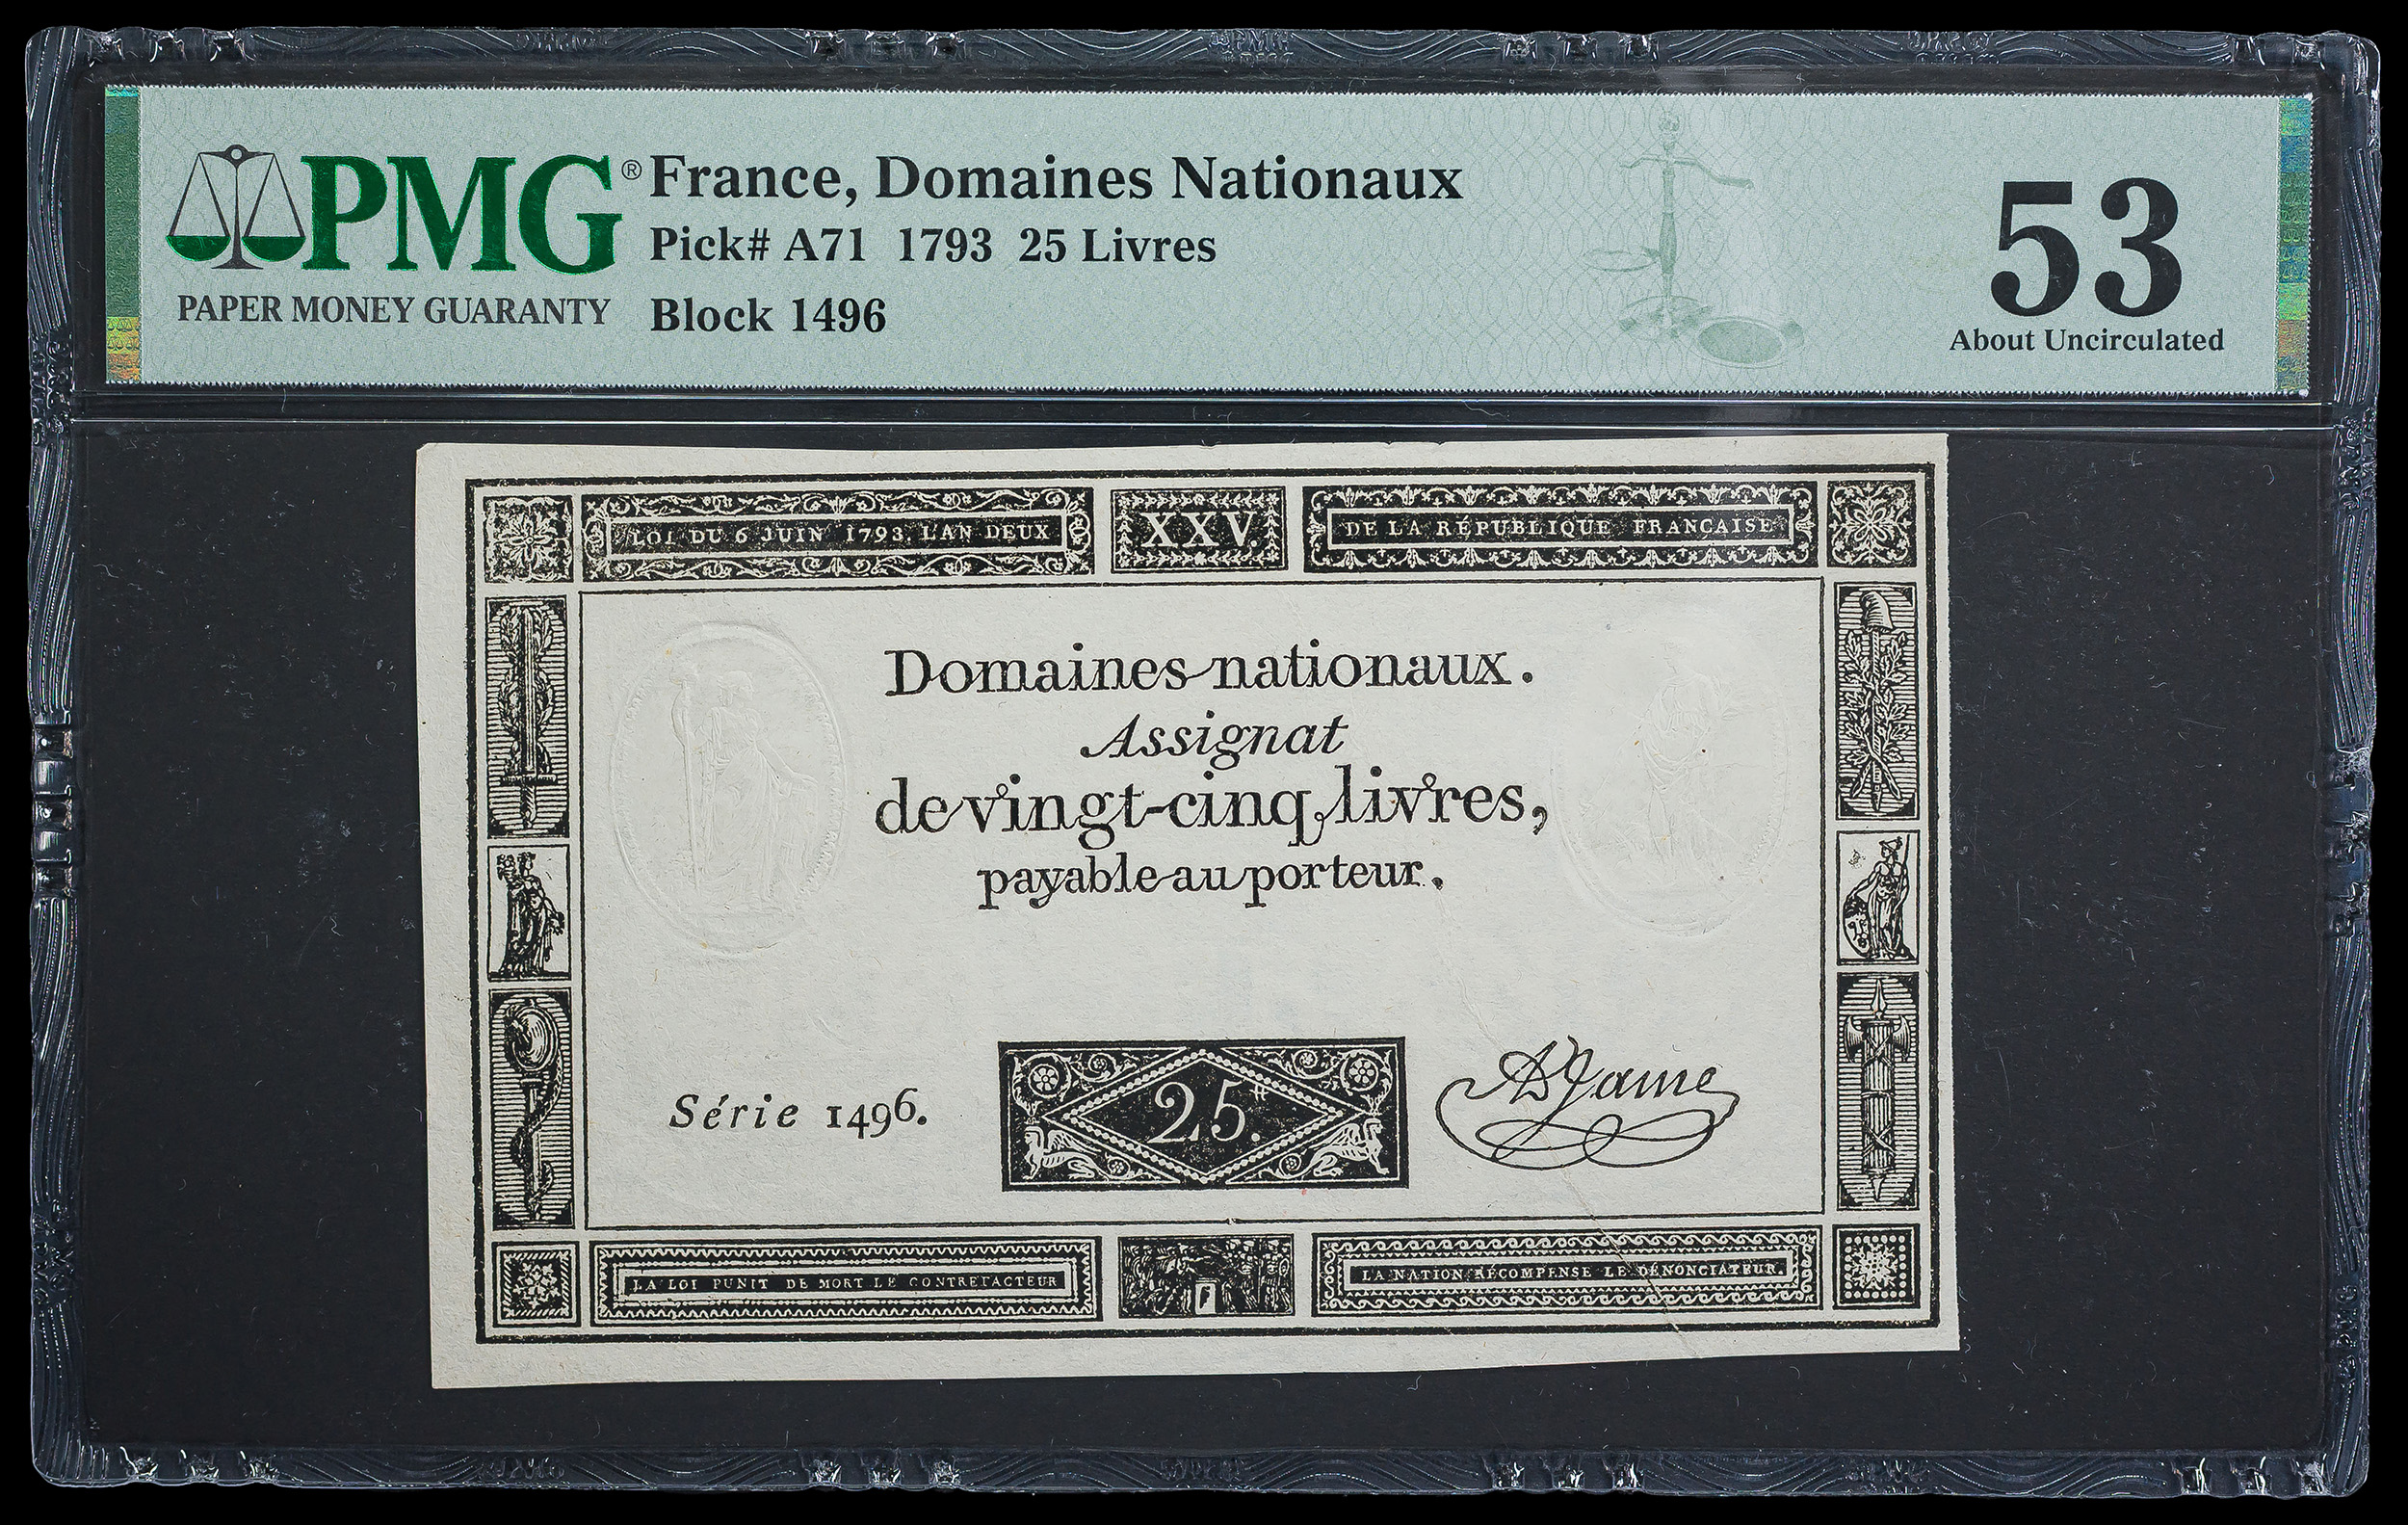 PMG® France, Domaines Nationaux
53
Pick# A71 1793 25 Livres
PAPER MONEY GUARANTY
Block 1496
About Uncirculated
LOI DU 6 JUIN 1793, L'AN DEUX
XXV.
DE LA RÉPUBLIQUE FRANÇAISE
Domaines nationaux.
Assignat
de vingt-cinq livres,
payable au porteur.
Série 1496.
25.
A Jame
LA LOI PUNIT DE MORT LE CONTREFACTEUR
LA NATION RÉCOMPENSE LE DÉNONCIATEUR.